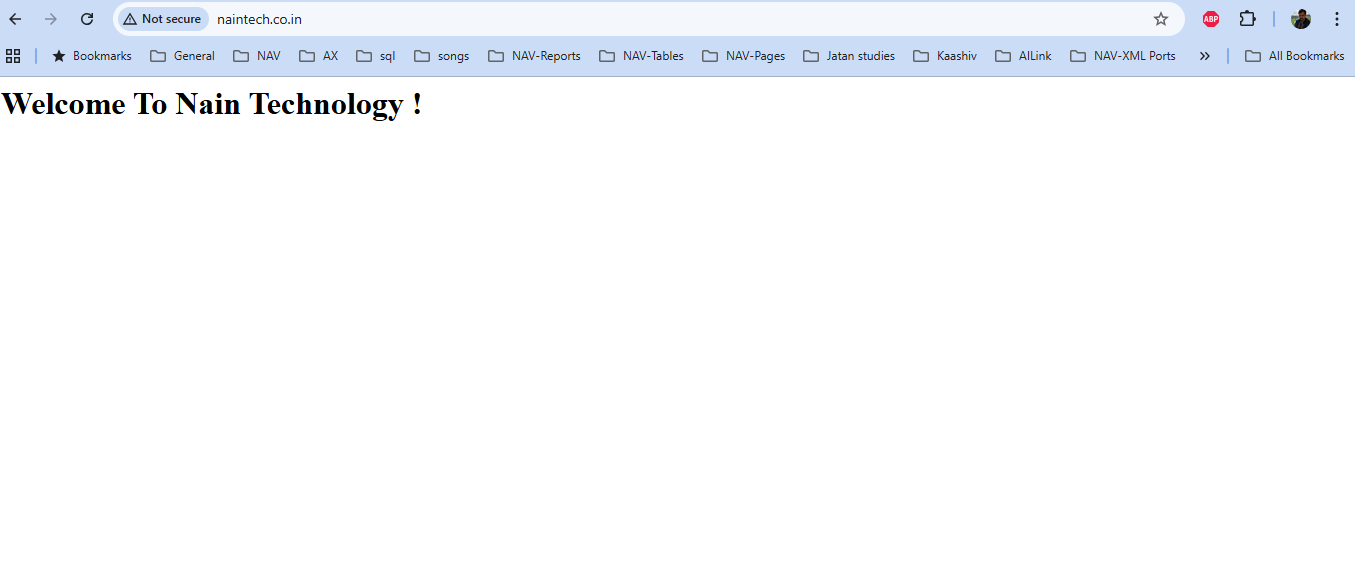 Not secure naintech.co.in ABP
Bookmarks General NAV AX sql songs NAV-Reports NAV-Tables NAV-Pages Jatan studies Kaashiv AILink NAV-XML Ports » All Bookmarks
Welcome To Nain Technology !